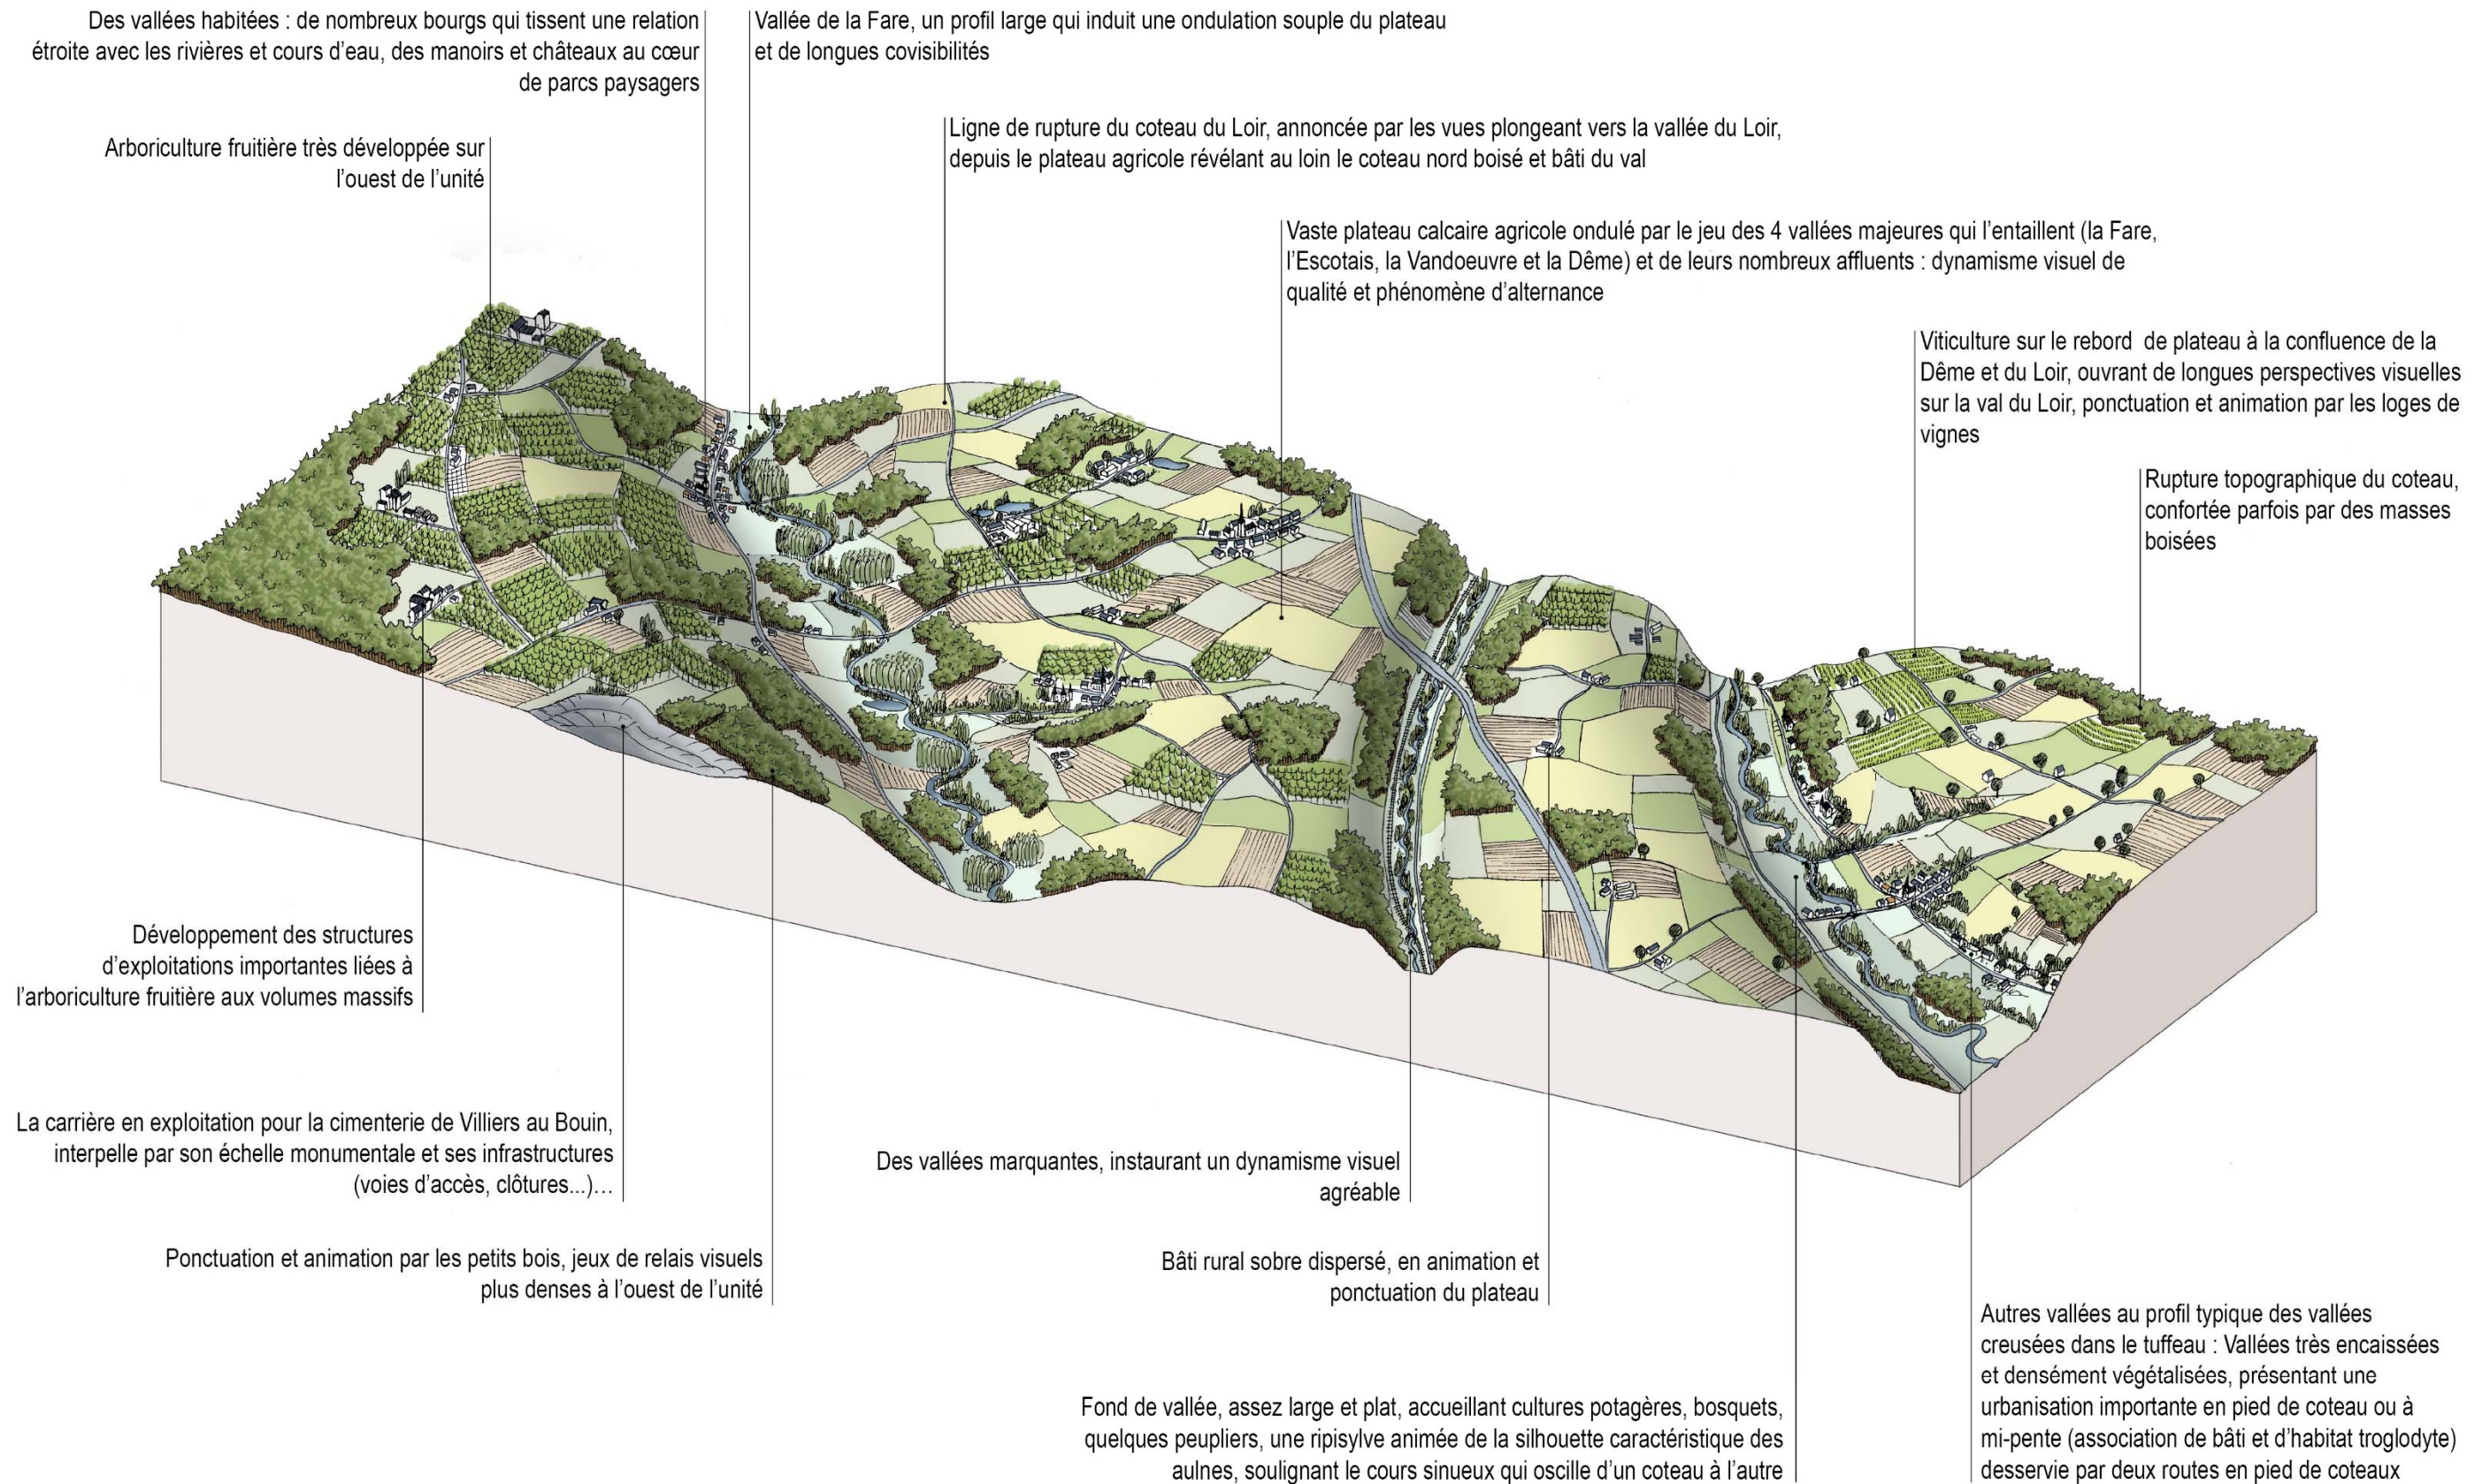 Des vallées habitées : de nombreux bourgs qui tissent une relation
étroite avec les rivières et cours d'eau, des manoirs et châteaux au cœur
de parcs paysagers
Vallée de la Fare, un profil large qui induit une ondulation souple du plateau
et de longues covisibilités
Arboriculture fruitière très développée sur
l'ouest de l'unité
Ligne de rupture du coteau du Loir, annoncée par les vues plongeant vers la vallée du Loir,
depuis le plateau agricole révélant au loin le coteau nord boisé et bâti du val
Vaste plateau calcaire agricole ondulé par le jeu des 4 vallées majeures qui l'entaillent (la Fare,
l'Escotais, la Vandoeuvre et la Dême) et de leurs nombreux affluents : dynamisme visuel de
qualité et phénomène d'alternance
Viticulture sur le rebord de plateau à la confluence de la
Dême et du Loir, ouvrant de longues perspectives visuelles
sur la val du Loir, ponctuation et animation par les loges de
vignes
Rupture topographique du coteau,
confortée parfois par des masses
boisées
Développement des structures
d'exploitations importantes liées à
l'arboriculture fruitière aux volumes massifs
La carrière en exploitation pour la cimenterie de Villiers au Bouin,
interpelle par son échelle monumentale et ses infrastructures
(voies d'accès, clôtures...)…
Ponctuation et animation par les petits bois, jeux de relais visuels
plus denses à l'ouest de l'unité
Des vallées marquantes, instaurant un dynamisme visuel
agréable
Bâti rural sobre dispersé, en animation et
ponctuation du plateau
Fond de vallée, assez large et plat, accueillant cultures potagères, bosquets,
quelques peupliers, une ripisylve animée de la silhouette caractéristique des
aulnes, soulignant le cours sinueux qui oscille d'un coteau à l'autre
Autres vallées au profil typique des vallées
creusées dans le tuffeau : Vallées très encaissées
et densément végétalisées, présentant une
urbanisation importante en pied de coteau ou à
mi-pente (association de bâti et d'habitat troglodyte)
desservie par deux routes en pied de coteaux